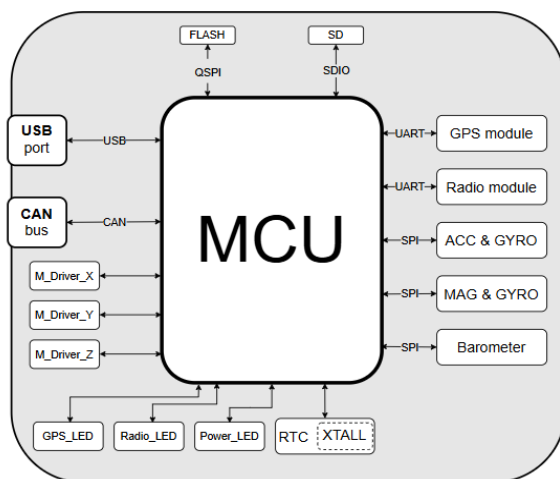 FLASH
SD
QSPI
SDIO
USB
port
USB
UART
GPS module
UART
Radio module
CAN
bus
CAN
MCU
SPI
ACC & GYRO
M_Driver_X
SPI
MAG & GYRO
M_Driver_Y
M_Driver_Z
SPI
Barometer
GPS_LED
Radio_LED
Power_LED
RTC
XTALL